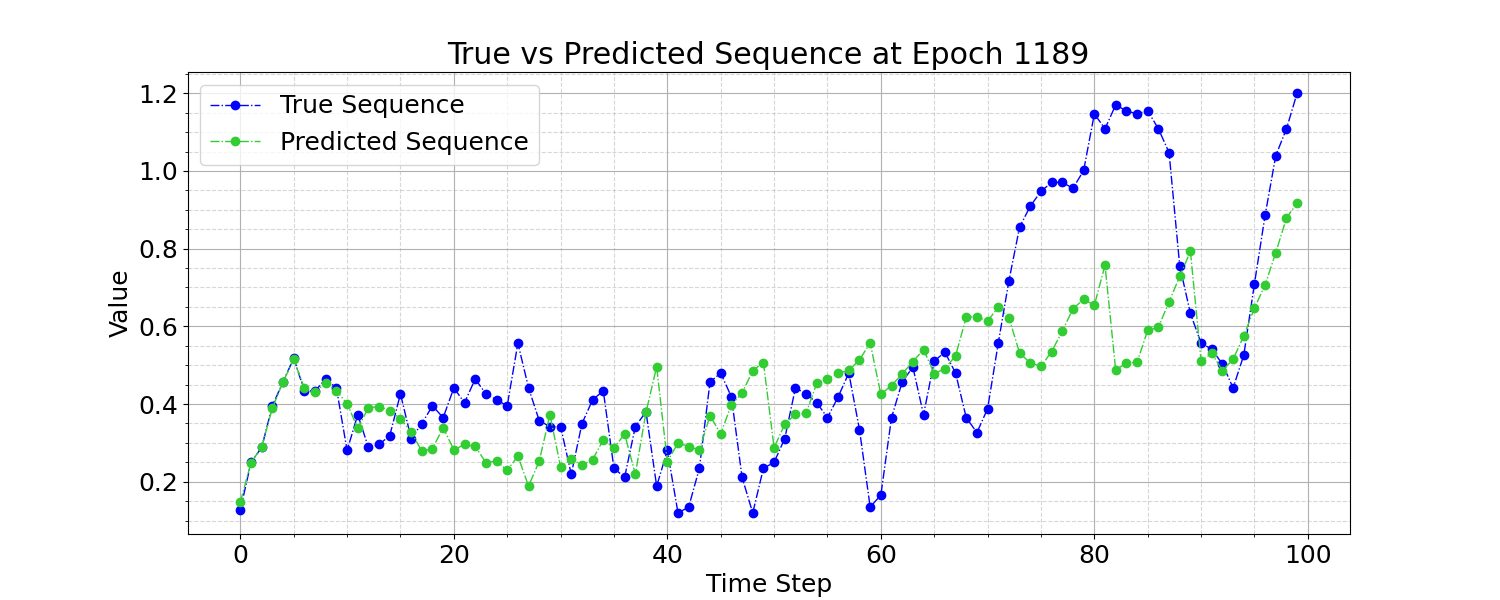 True vs Predicted Sequence at Epoch 1189
True Sequence
Predicted Sequence
Value
1.2
1.0
0.8
0.6
0.4
0.2
0 20 40 60 80 100
Time Step